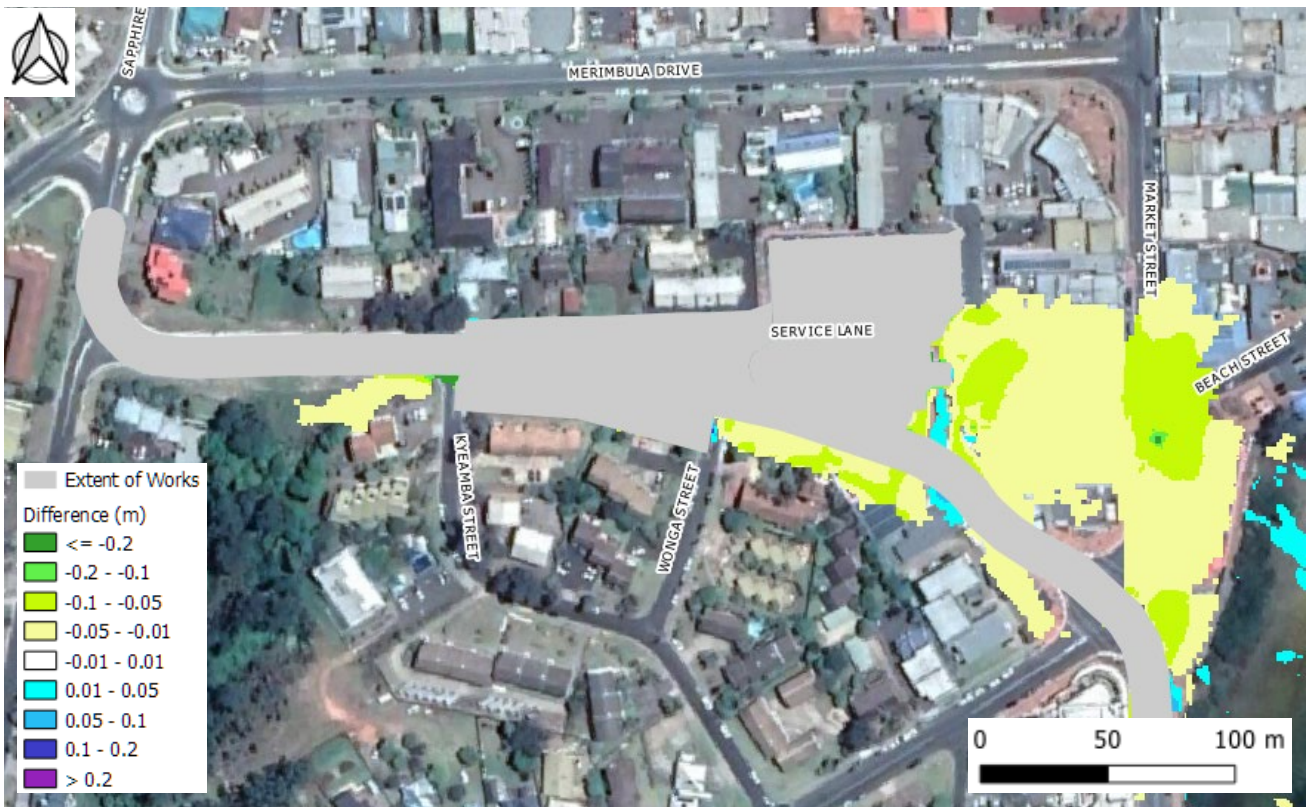 SAPPHIRE
MERIMBULA DRIVE
MARKET STREET
SERVICE LANE
BEACH STREET
KYEAMBA STREET
WONGA STREET
Extent of Works
Difference (m)
<= -0.2
-0.2 - -0.1
-0.1 - -0.05
-0.05 - -0.01
-0.01 - 0.01
0.01 - 0.05
0.05 - 0.1
0.1 - 0.2
> 0.2
0 50 100 m